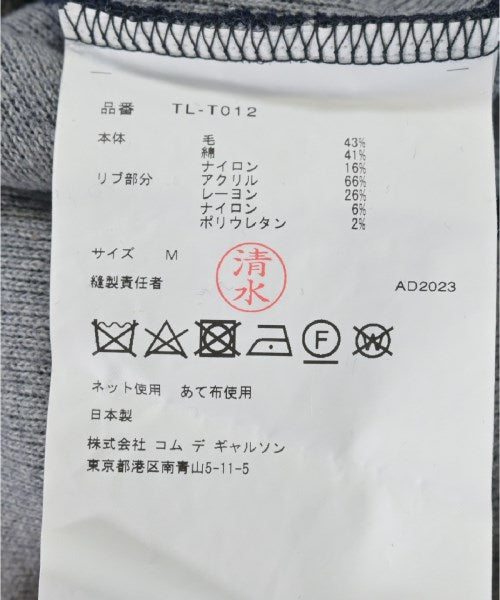 品番 TL-T012
本体 毛 43%
綿 41%
ナイロン 16%
リブ部分 アクリル 66%
レーヨン 26%
ナイロン 6%
ポリウレタン 2%
サイズ M
清水
縫製責任者 AD2023
F W
ネット使用 あて布使用
日本製
株式会社 コム デ ギャルソン
東京都港区南青山5-11-5